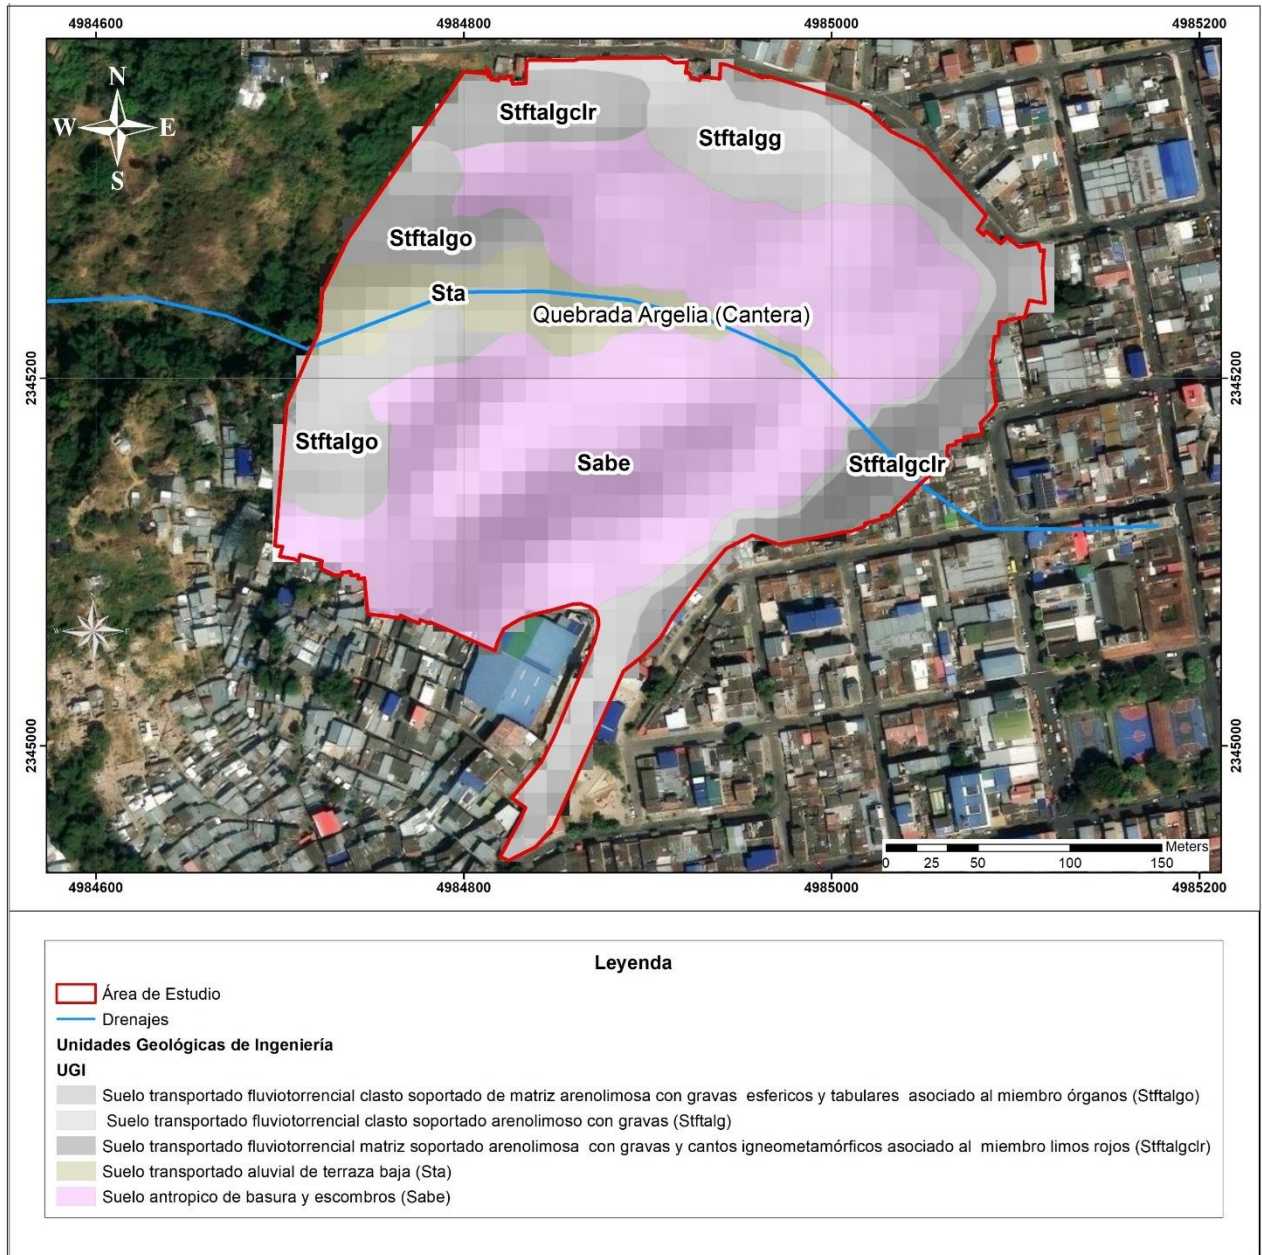 4984600 4984800 4985000 4985200
N
W E
S
Stftalgclr
Stftalgg
Stftalgo
Sta
Quebrada Argelia (Cantera)
2345200 2345200
Stftalgo
Sabe
Stftalgclr
2345000 2345000
Meters
0 25 50 100 150
4984600 4984800 4985000 4985200
Leyenda
Área de Estudio
Drenajes
Unidades Geológicas de Ingeniería
UGI
Suelo transportado fluviotorrencial clasto soportado de matriz arenolimosa con gravas esfericos y tabulares asociado al miembro órganos (Stftalgo)
Suelo transportado fluviotorrencial clasto soportado arenolimoso con gravas (Stftalg)
Suelo transportado fluviotorrencial matriz soportado arenolimosa con gravas y cantos igneometamórficos asociado al miembro limos rojos (Stftalgclr)
Suelo transportado aluvial de terraza baja (Sta)
Suelo antropico de basura y escombros (Sabe)